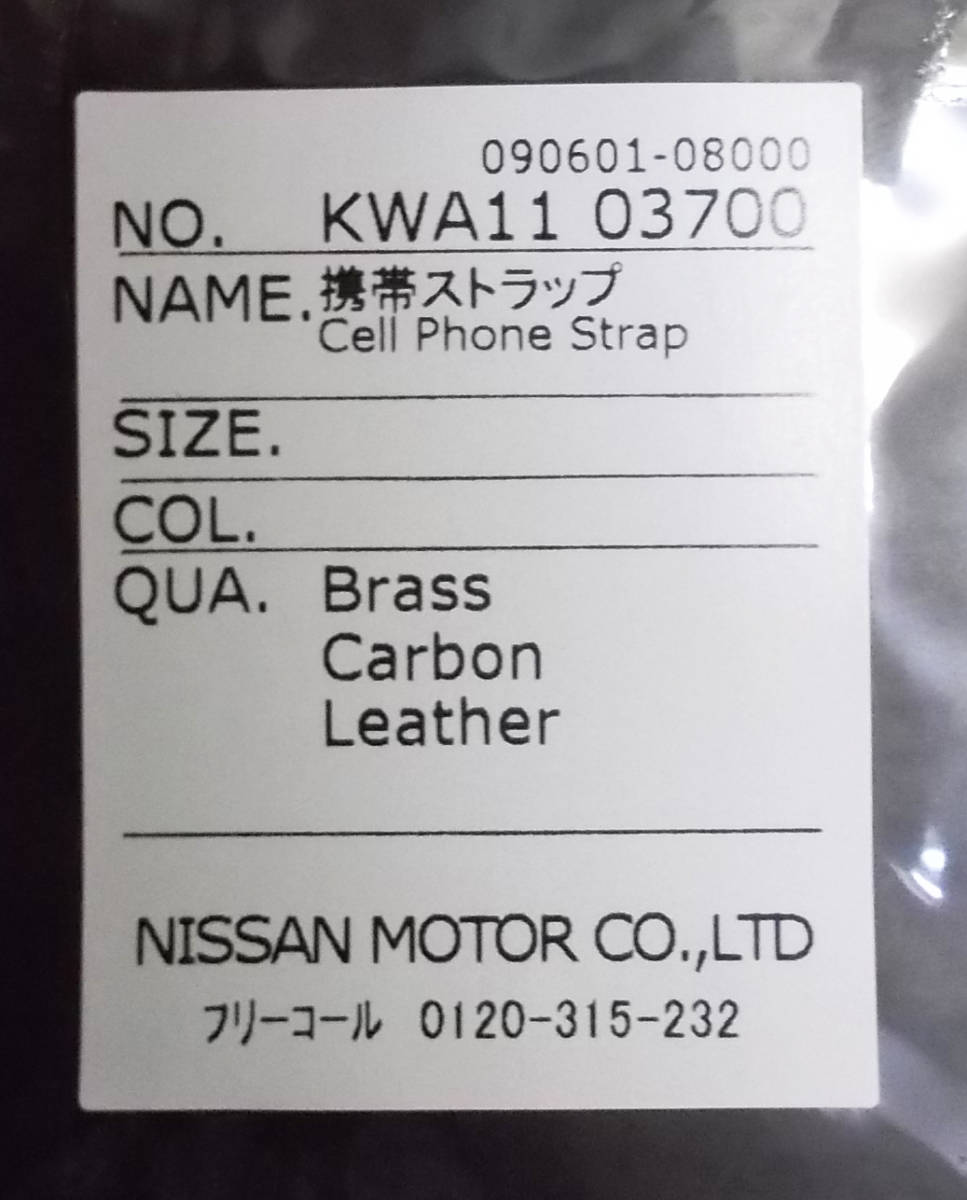 090601-08000
NO. KWA11 03700
NAME. 携帯ストラップ
Cell Phone Strap
SIZE.
COL.
QUA. Brass
Carbon
Leather
NISSAN MOTOR CO.,LTD
フリーコール 0120-315-232